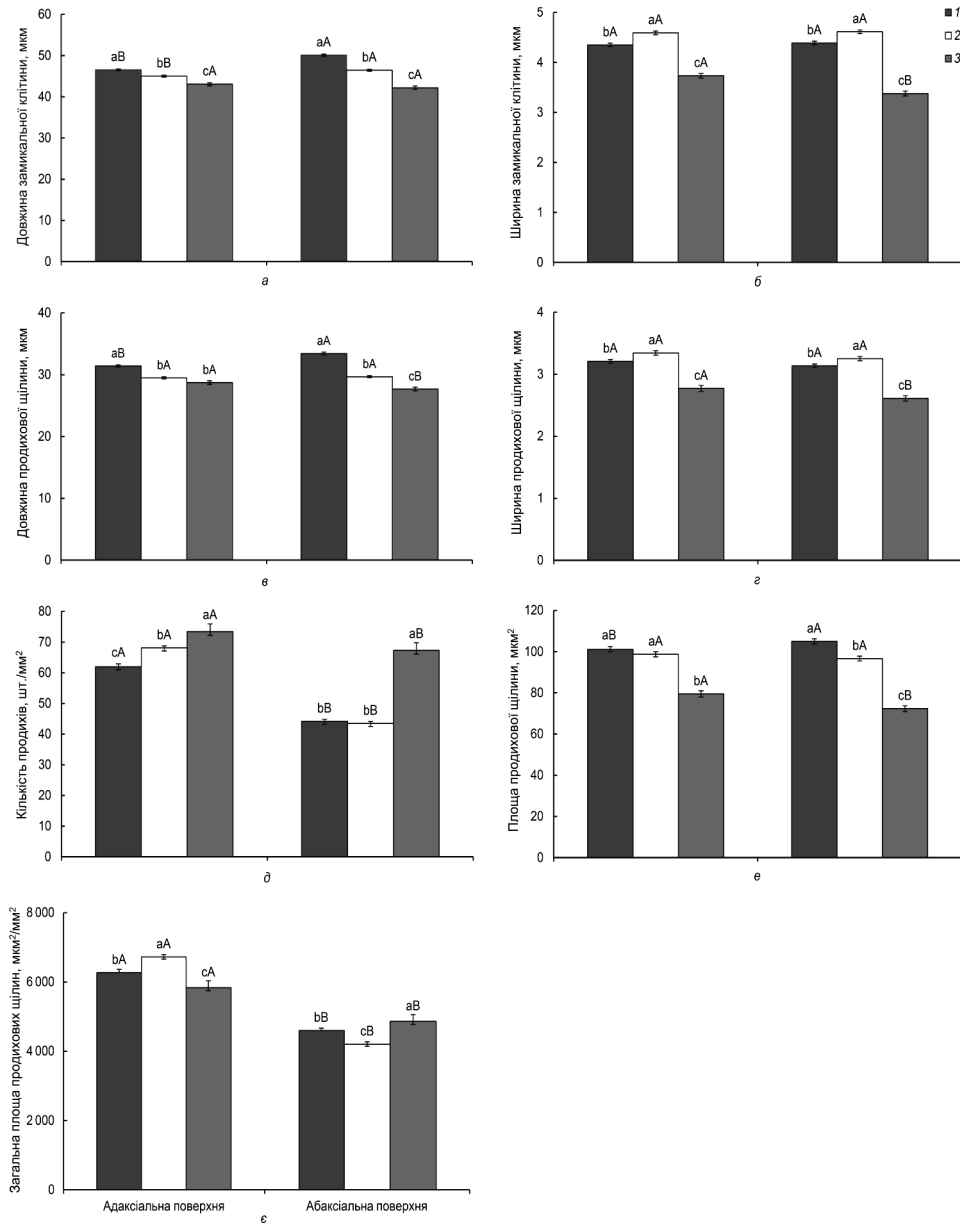 Довжина замикальної клітини, мкм
60
50
40
30
20
10
0
aB
bB
cA
aA
bA
cA
а
Ширина замикальної клітини, мкм
5
4
3
2
1
0
bA
aA
cA
bA
aA
cB
б
1
2
3
Довжина продихової щілини, мкм
40
30
20
10
0
aB
bA
bA
aA
bA
cB
в
Ширина продихової щілини, мкм
4
3
2
1
0
bA
aA
cA
bA
aA
cB
г
Кількість продихів, шт./мм²
80
70
60
50
40
30
20
10
0
cA
bA
aA
bB
bB
aB
д
Площа продихової щілини, мкм²
120
100
80
60
40
20
0
aB
aA
bA
aA
bA
cB
е
Загальна площа продихових щілин, мкм²/мм²
8 000
6 000
4 000
2 000
0
bA
aA
cA
bB
cB
aB
Адаксіальна поверхня
Абаксіальна поверхня
є